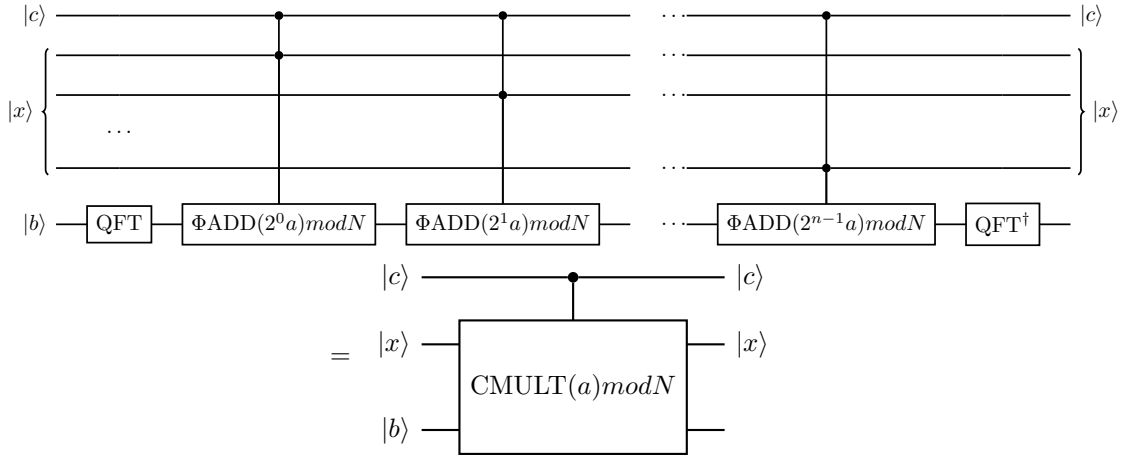 |c⟩ ··· |c⟩
···
|x⟩ ··· |x⟩
···
···
|b⟩ QFT ΦADD(2⁰a)modN ΦADD(2¹a)modN ··· ΦADD(2ⁿ⁻¹a)modN QFT†
|c⟩ |c⟩
|x⟩ |x⟩
=
CMULT(a)modN
|b⟩